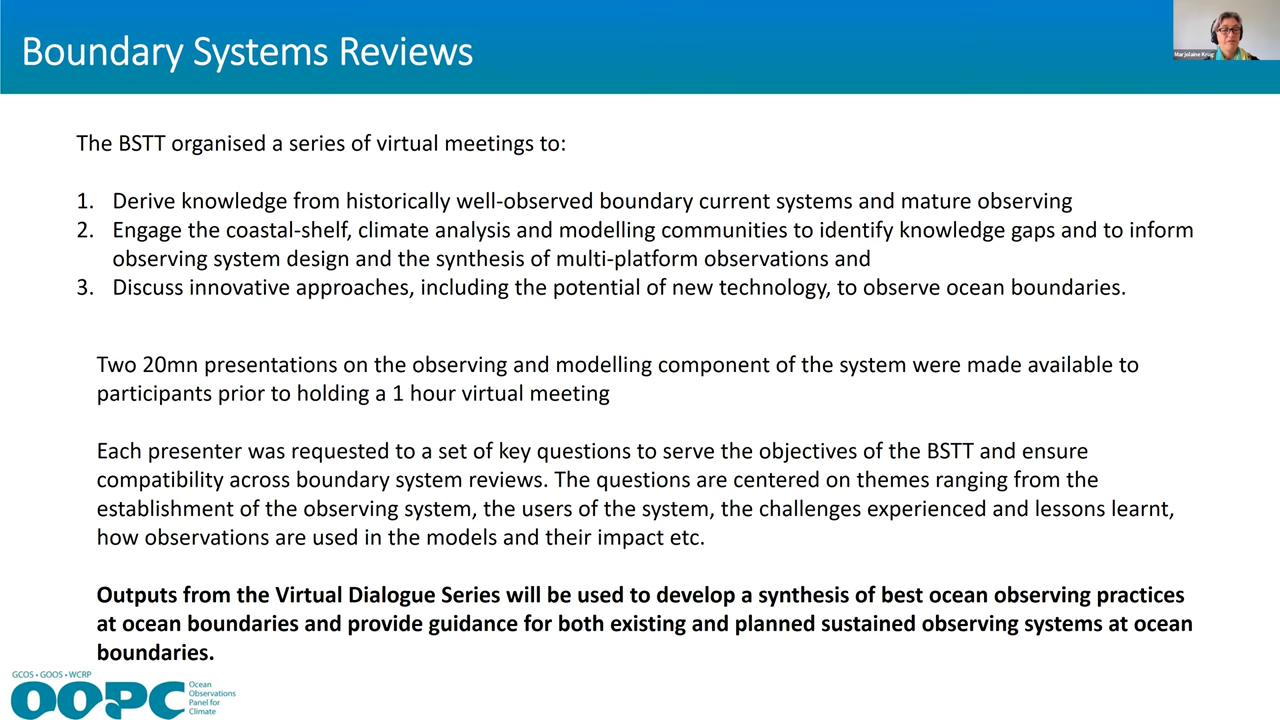 Boundary Systems Reviews
Marjolaine Krug
The BSTT organised a series of virtual meetings to:
1. Derive knowledge from historically well-observed boundary current systems and mature observing
2. Engage the coastal-shelf, climate analysis and modelling communities to identify knowledge gaps and to inform
observing system design and the synthesis of multi-platform observations and
3. Discuss innovative approaches, including the potential of new technology, to observe ocean boundaries.
Two 20mn presentations on the observing and modelling component of the system were made available to
participants prior to holding a 1 hour virtual meeting
Each presenter was requested to a set of key questions to serve the objectives of the BSTT and ensure
compatibility across boundary system reviews. The questions are centered on themes ranging from the
establishment of the observing system, the users of the system, the challenges experienced and lessons learnt,
how observations are used in the models and their impact etc.
Outputs from the Virtual Dialogue Series will be used to develop a synthesis of best ocean observing practices
at ocean boundaries and provide guidance for both existing and planned sustained observing systems at ocean
boundaries.
GCOS • GOOS • WCRP
OOPC
Ocean
Observations
Panel for
Climate